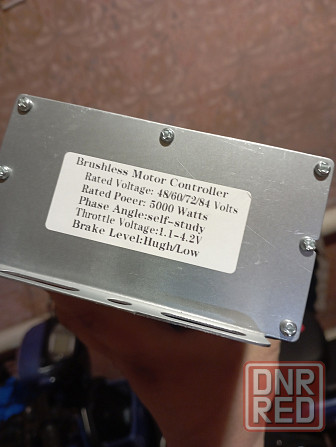 Brushless Motor Controller
Rated Voltage: 48/60/72/84 Volts
Rated Poeer: 5000 Watts
Phase Angle:self-study
Throttle Voltage:1.1-4.2V
Brake Level:Hugh/Low
DNR
RED